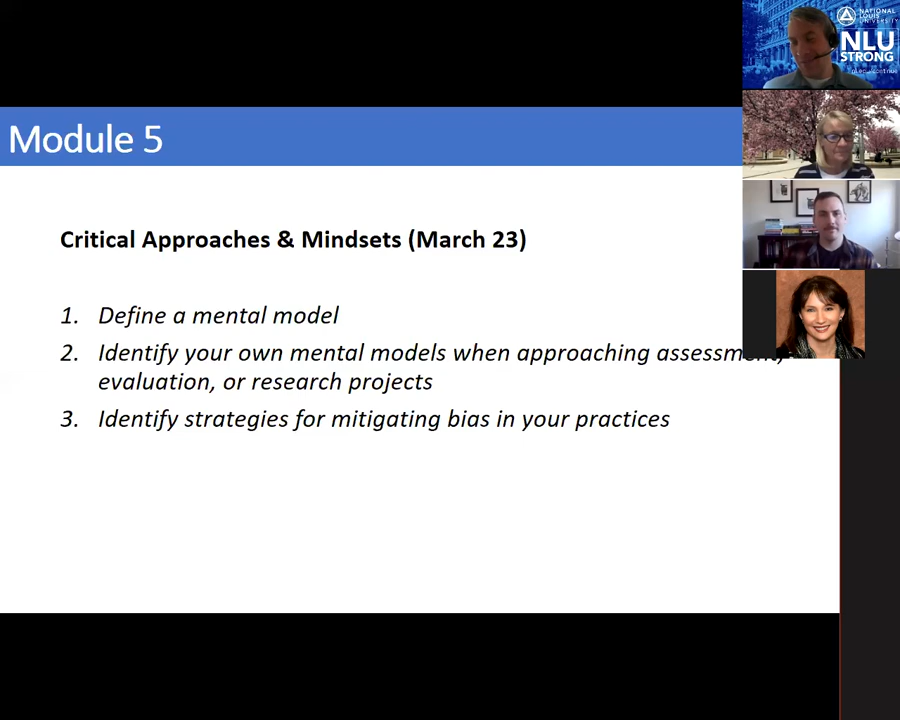 NATIONAL
LOUIS
UNIVERSITY
NLU
STRONG
Module 5
Critical Approaches & Mindsets (March 23)
1. Define a mental model
2. Identify your own mental models when approaching assessment,
evaluation, or research projects
3. Identify strategies for mitigating bias in your practices